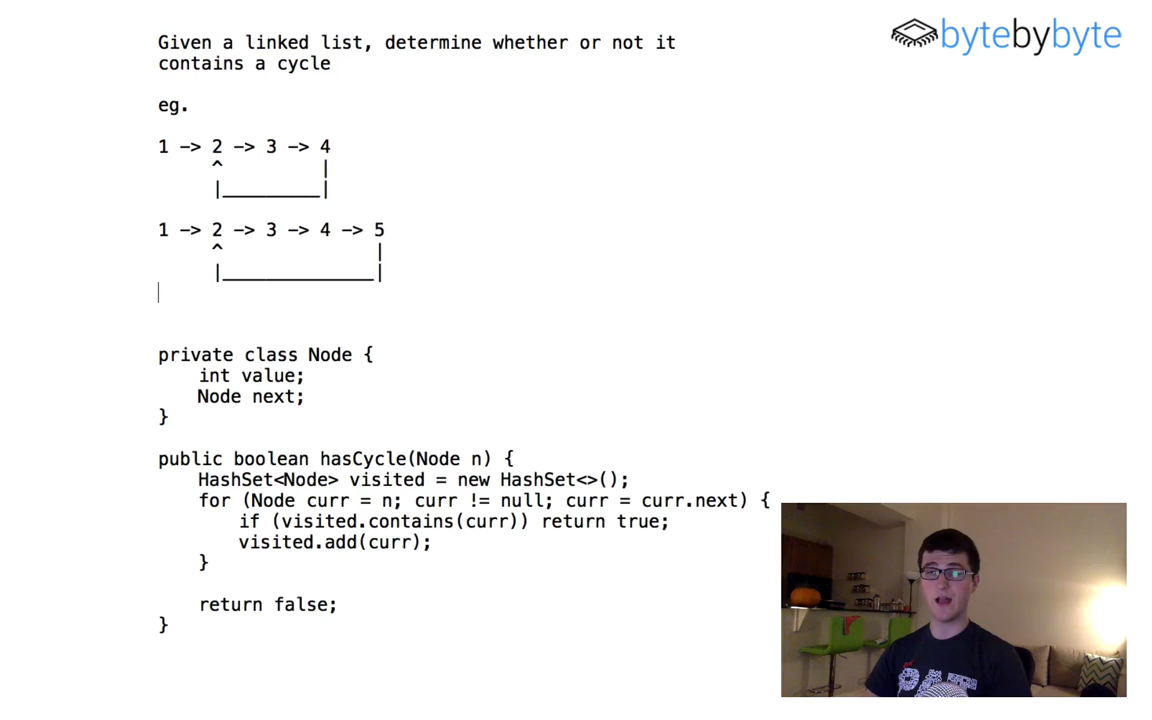 bytebybyte
Given a linked list, determine whether or not it
contains a cycle
eg.
1 -> 2 -> 3 -> 4
^ |
|_________|
1 -> 2 -> 3 -> 4 -> 5
^ |
|______________|
private class Node {
int value;
Node next;
}
public boolean hasCycle(Node n) {
HashSet<Node> visited = new HashSet<>();
for (Node curr = n; curr != null; curr = curr.next) {
if (visited.contains(curr)) return true;
visited.add(curr);
}
return false;
}